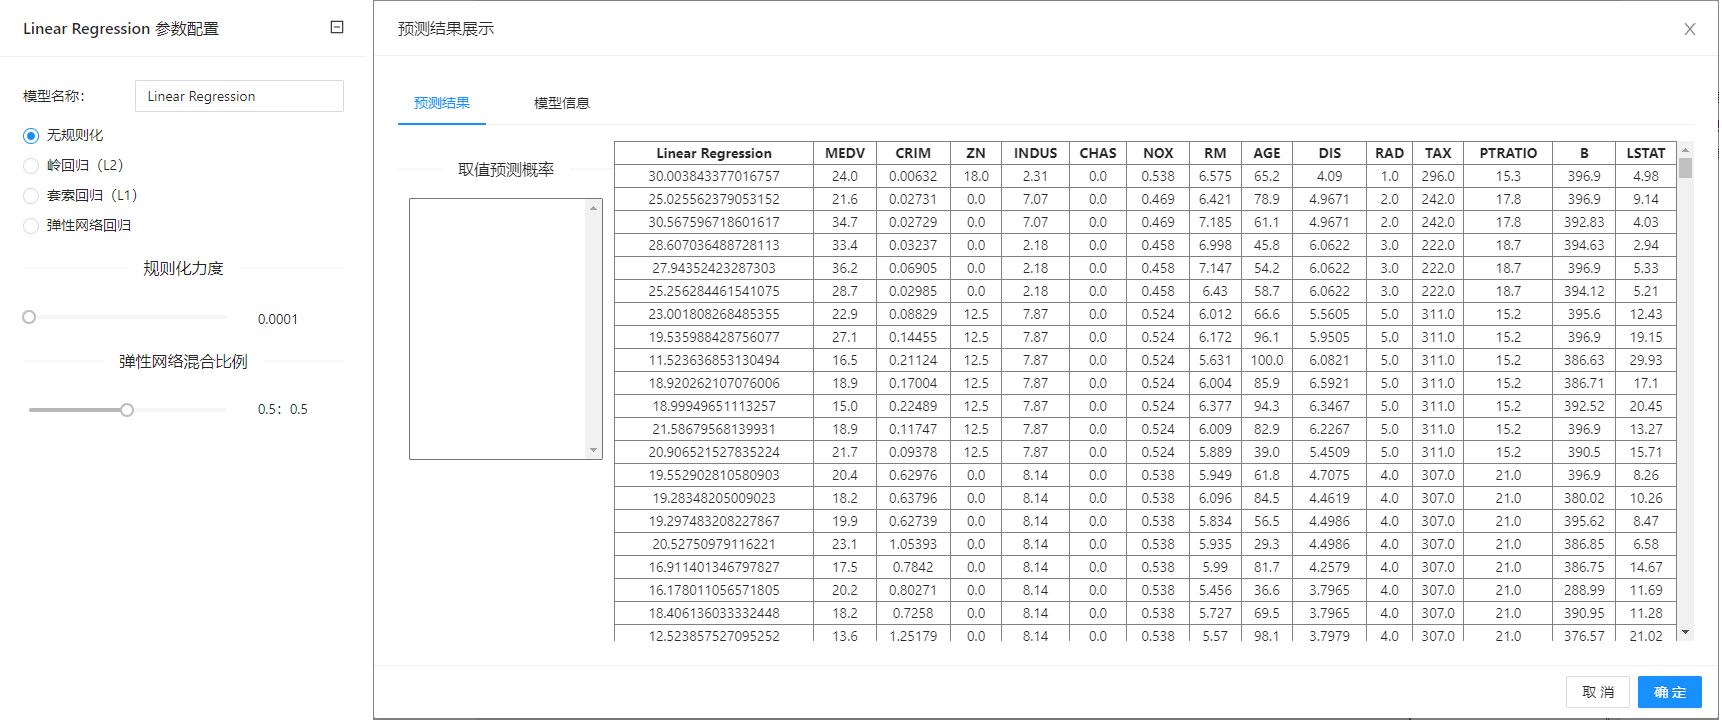 Linear Regression 参数配置
模型名称：
Linear Regression
无规则化
岭回归（L2）
套索回归（L1）
弹性网络回归
规则化力度
0.0001
弹性网络混合比例
0.5：0.5
预测结果展示
预测结果
模型信息
取值预测概率
Linear Regression MEDV CRIM ZN INDUS CHAS NOX RM AGE DIS RAD TAX PTRATIO B LSTAT
30.003843377016757 24.0 0.00632 18.0 2.31 0.0 0.538 6.575 65.2 4.09 1.0 296.0 15.3 396.9 4.98
25.025562379053152 21.6 0.02731 0.0 7.07 0.0 0.469 6.421 78.9 4.9671 2.0 242.0 17.8 396.9 9.14
30.567596718601617 34.7 0.02729 0.0 7.07 0.0 0.469 7.185 61.1 4.9671 2.0 242.0 17.8 392.83 4.03
28.607036488728113 33.4 0.03237 0.0 2.18 0.0 0.458 6.998 45.8 6.0622 3.0 222.0 18.7 394.63 2.94
27.94352423287303 36.2 0.06905 0.0 2.18 0.0 0.458 7.147 54.2 6.0622 3.0 222.0 18.7 396.9 5.33
25.256284461541075 28.7 0.02985 0.0 2.18 0.0 0.458 6.43 58.7 6.0622 3.0 222.0 18.7 394.12 5.21
23.001808268485355 22.9 0.08829 12.5 7.87 0.0 0.524 6.012 66.6 5.5605 5.0 311.0 15.2 395.6 12.43
19.535988428756077 27.1 0.14455 12.5 7.87 0.0 0.524 6.172 96.1 5.9505 5.0 311.0 15.2 396.9 19.15
11.523636853130494 16.5 0.21124 12.5 7.87 0.0 0.524 5.631 100.0 6.0821 5.0 311.0 15.2 386.63 29.93
18.920262107076006 18.9 0.17004 12.5 7.87 0.0 0.524 6.004 85.9 6.5921 5.0 311.0 15.2 386.71 17.1
18.99949651113257 15.0 0.22489 12.5 7.87 0.0 0.524 6.377 94.3 6.3467 5.0 311.0 15.2 392.52 20.45
21.58679568139931 18.9 0.11747 12.5 7.87 0.0 0.524 6.009 82.9 6.2267 5.0 311.0 15.2 396.9 13.27
20.906521527835224 21.7 0.09378 12.5 7.87 0.0 0.524 5.889 39.0 5.4509 5.0 311.0 15.2 390.5 15.71
19.552902810580903 20.4 0.62976 0.0 8.14 0.0 0.538 5.949 61.8 4.7075 4.0 307.0 21.0 396.9 8.26
19.28348205009023 18.2 0.63796 0.0 8.14 0.0 0.538 6.096 84.5 4.4619 4.0 307.0 21.0 380.02 10.26
19.297483208227867 19.9 0.62739 0.0 8.14 0.0 0.538 5.834 56.5 4.4986 4.0 307.0 21.0 395.62 8.47
20.52750979116221 23.1 1.05393 0.0 8.14 0.0 0.538 5.935 29.3 4.4986 4.0 307.0 21.0 386.85 6.58
16.911401346797827 17.5 0.7842 0.0 8.14 0.0 0.538 5.99 81.7 4.2579 4.0 307.0 21.0 386.75 14.67
16.178011056571805 20.2 0.80271 0.0 8.14 0.0 0.538 5.456 36.6 3.7965 4.0 307.0 21.0 288.99 11.69
18.406136033332448 18.2 0.7258 0.0 8.14 0.0 0.538 5.727 69.5 3.7965 4.0 307.0 21.0 390.95 11.28
12.523857527095252 13.6 1.25179 0.0 8.14 0.0 0.538 5.57 98.1 3.7979 4.0 307.0 21.0 376.57 21.02
取 消
确 定